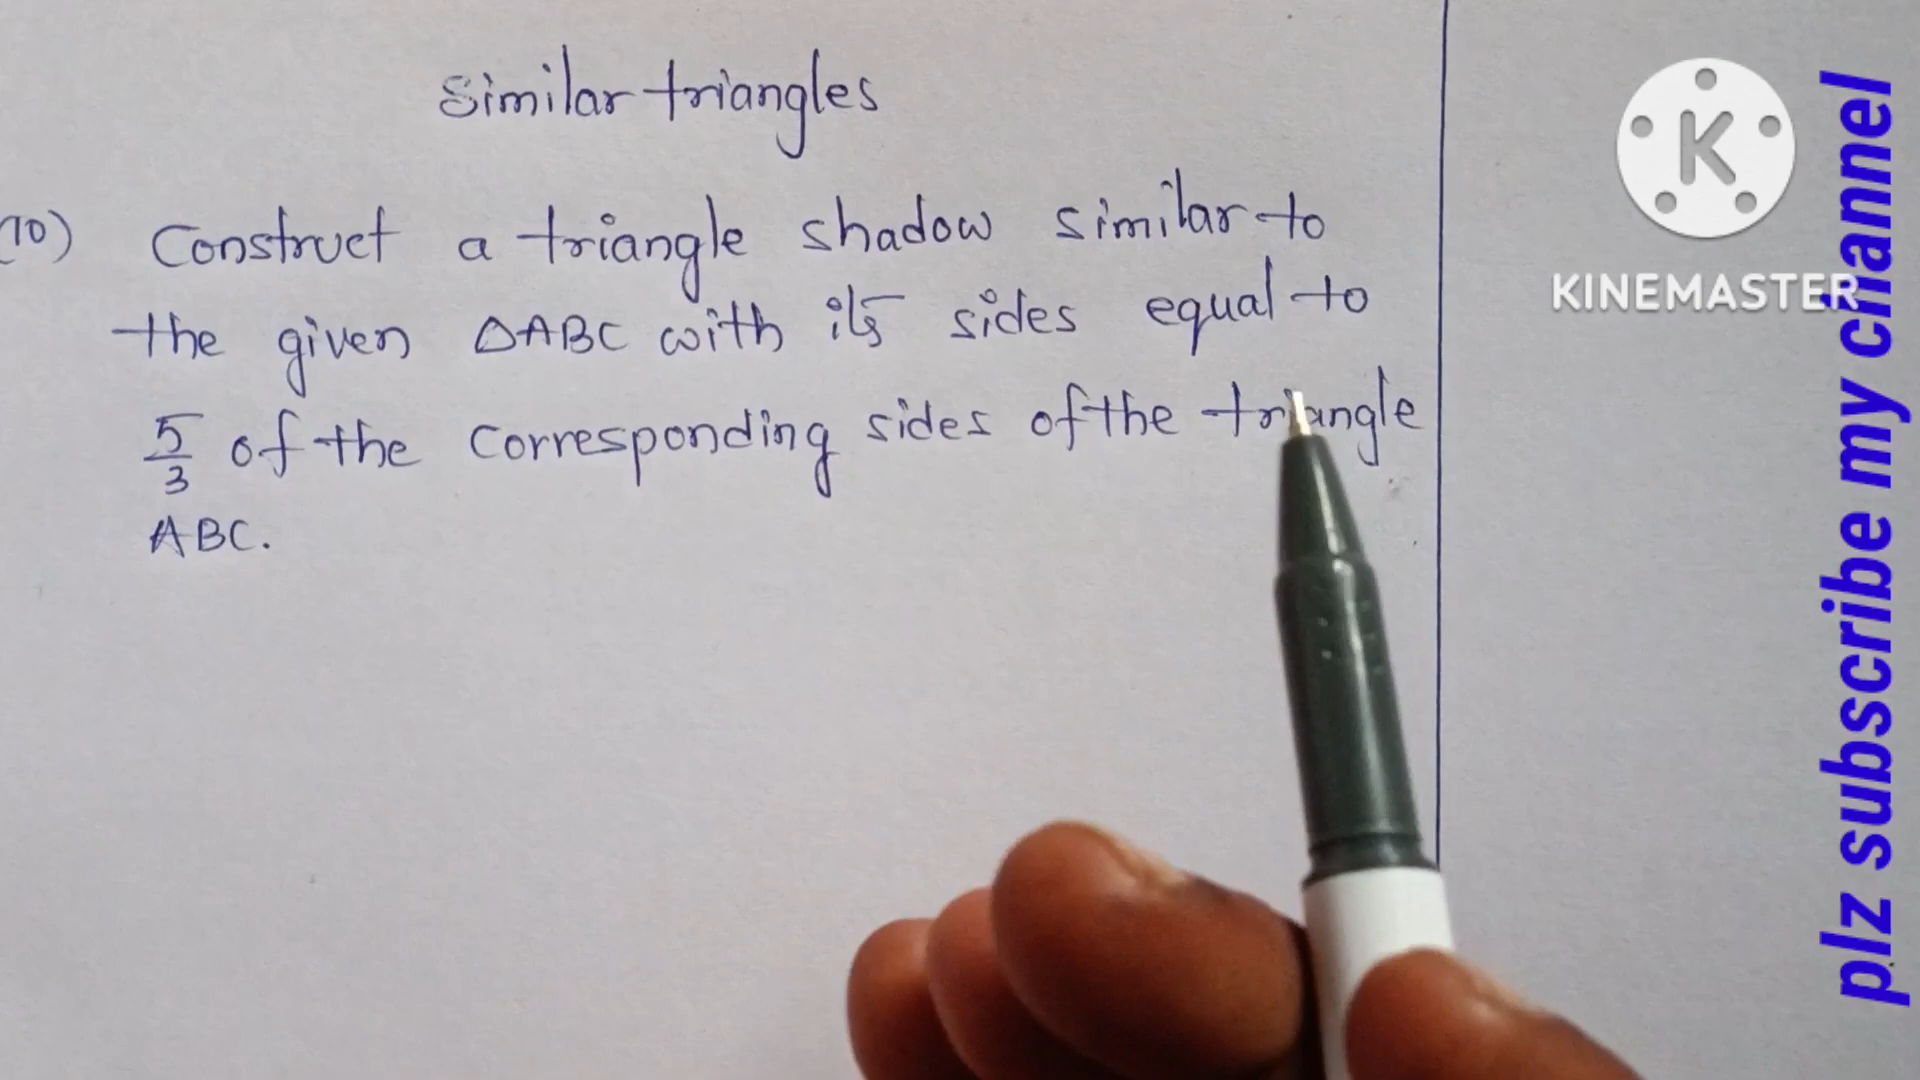 Similar triangles
(10) Construct a triangle shadow similar to
the given △ABC with its sides equal to
5/3 of the corresponding sides of the triangle
ABC.
KINEMASTER
plz subscribe my channel